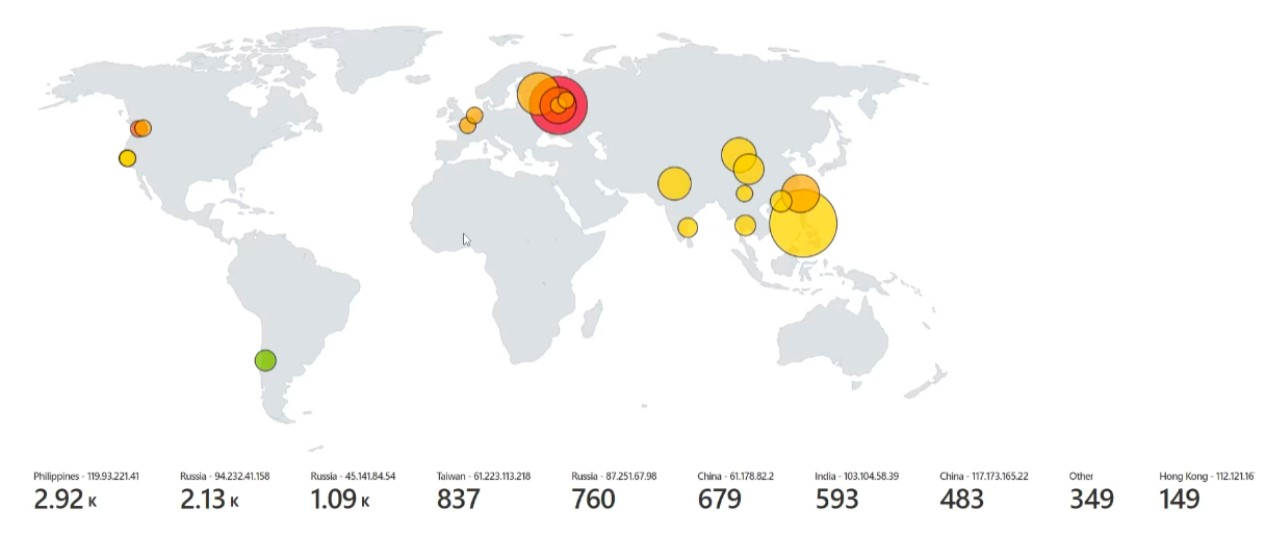 Philippines - 119.93.221.41 Russia - 94.232.41.158 Russia - 45.141.84.54 Taiwan - 61.223.113.218 Russia - 87.251.67.98 China - 61.178.82.2 India - 103.104.58.39 China - 117.173.165.22 Other Hong Kong - 112.121.16
2.92 K 2.13 K 1.09 K 837 760 679 593 483 349 149